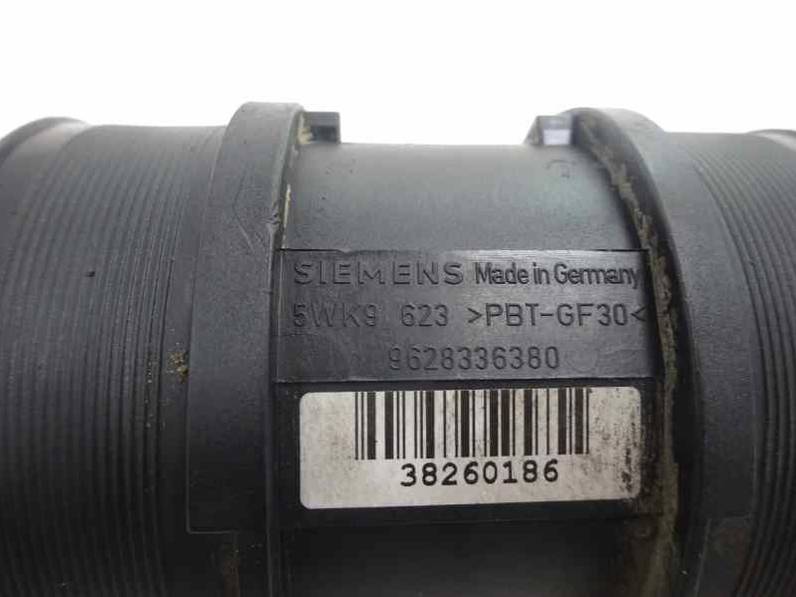 SIEMENS Made in Germany
5WK9 623 >PBT-GF30<
9628336380
38260186